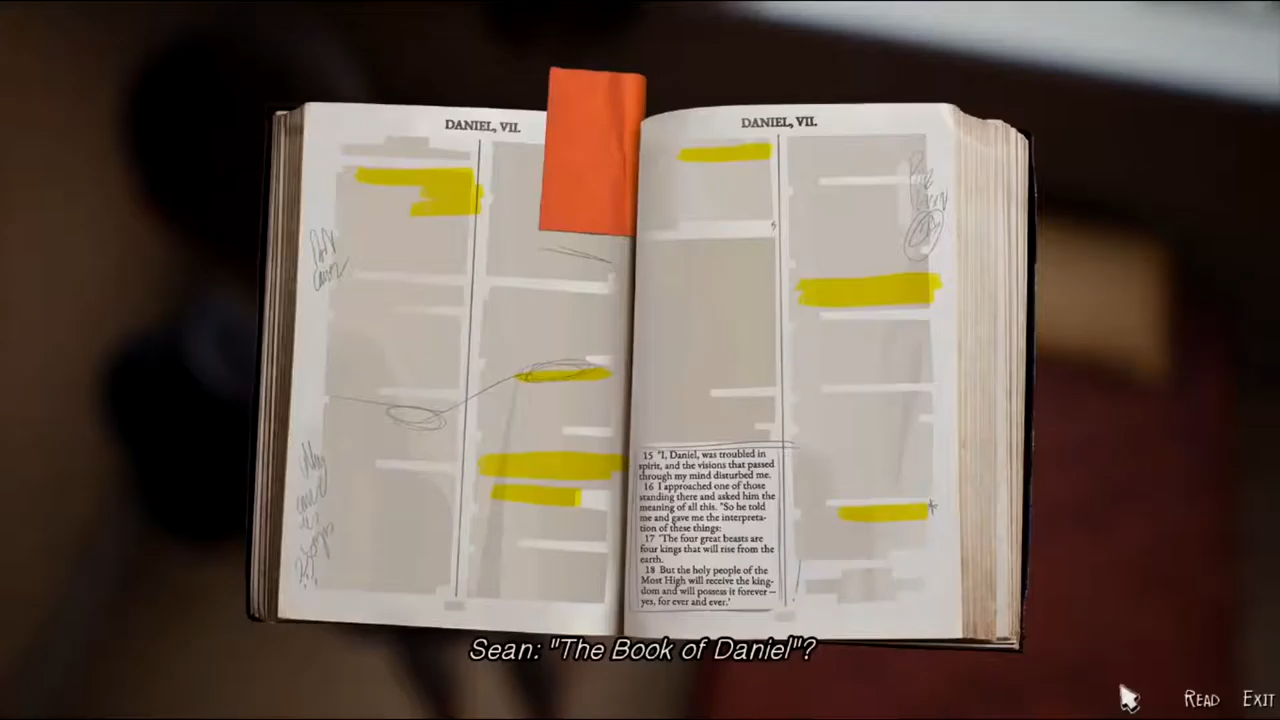 DANIEL, VII.
DANIEL, VII.
15 "I, Daniel, was troubled in
spirit, and the visions that passed
through my mind disturbed me.
16 I approached one of those
standing there and asked him the
meaning of all this. "So he told
me and gave me the interpreta-
tion of these things:
17 'The four great beasts are
four kings that will rise from the
earth.
18 But the holy people of the
Most High will receive the king-
dom and will possess it forever –
yes, for ever and ever.'
Sean: "The Book of Daniel"?
READ EXIT